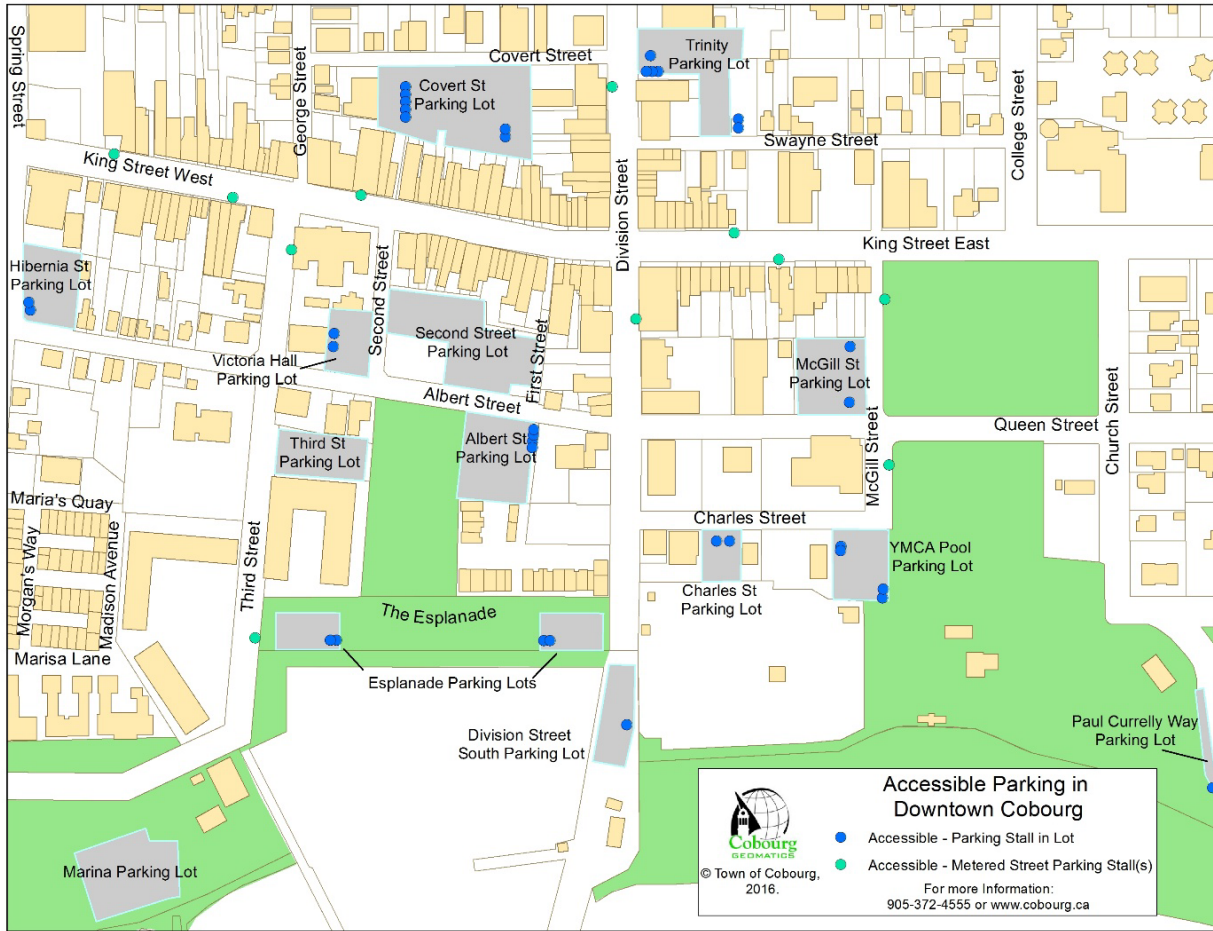 Spring Street
George Street
Covert Street
Covert St
Parking Lot
Trinity
Parking Lot
Swayne Street
College Street
King Street West
Division Street
King Street East
Hibernia St
Parking Lot
Second Street
Second Street
Parking Lot
First Street
Victoria Hall
Parking Lot
McGill St
Parking Lot
Albert Street
Queen Street
Church Street
Third St
Parking Lot
Albert St
Parking Lot
McGill Street
Maria's Quay
Morgan's Way
Madison Avenue
Third Street
Charles Street
YMCA Pool
Parking Lot
Charles St
Parking Lot
The Esplanade
Marisa Lane
Esplanade Parking Lots
Division Street
South Parking Lot
Paul Currelly Way
Parking Lot
Marina Parking Lot
Accessible Parking in
Downtown Cobourg
Cobourg
GEOMATICS
© Town of Cobourg,
2016.
Accessible - Parking Stall in Lot
Accessible - Metered Street Parking Stall(s)
For more Information:
905-372-4555 or www.cobourg.ca